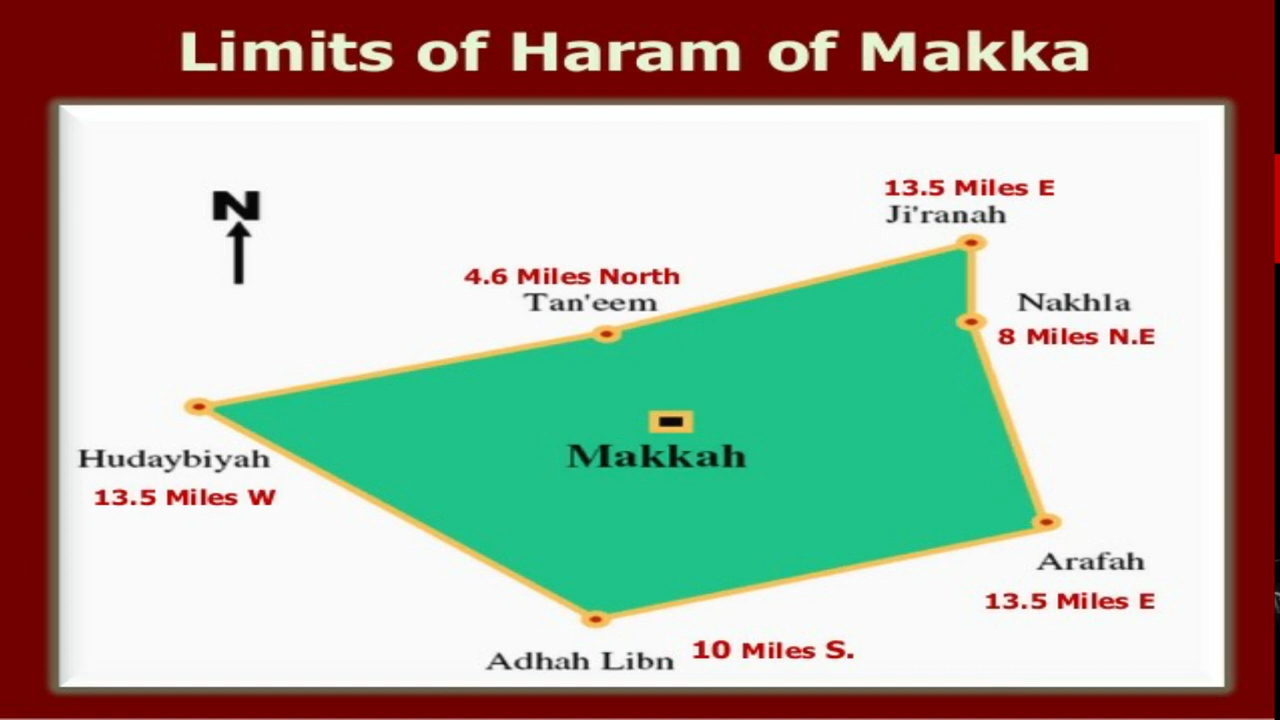 Limits of Haram of Makka
N
13.5 Miles E
Ji'ranah
4.6 Miles North
Tan'eem
Nakhla
8 Miles N.E
Makkah
Hudaybiyah
13.5 Miles W
Arafah
13.5 Miles E
Adhah Libn 10 Miles S.